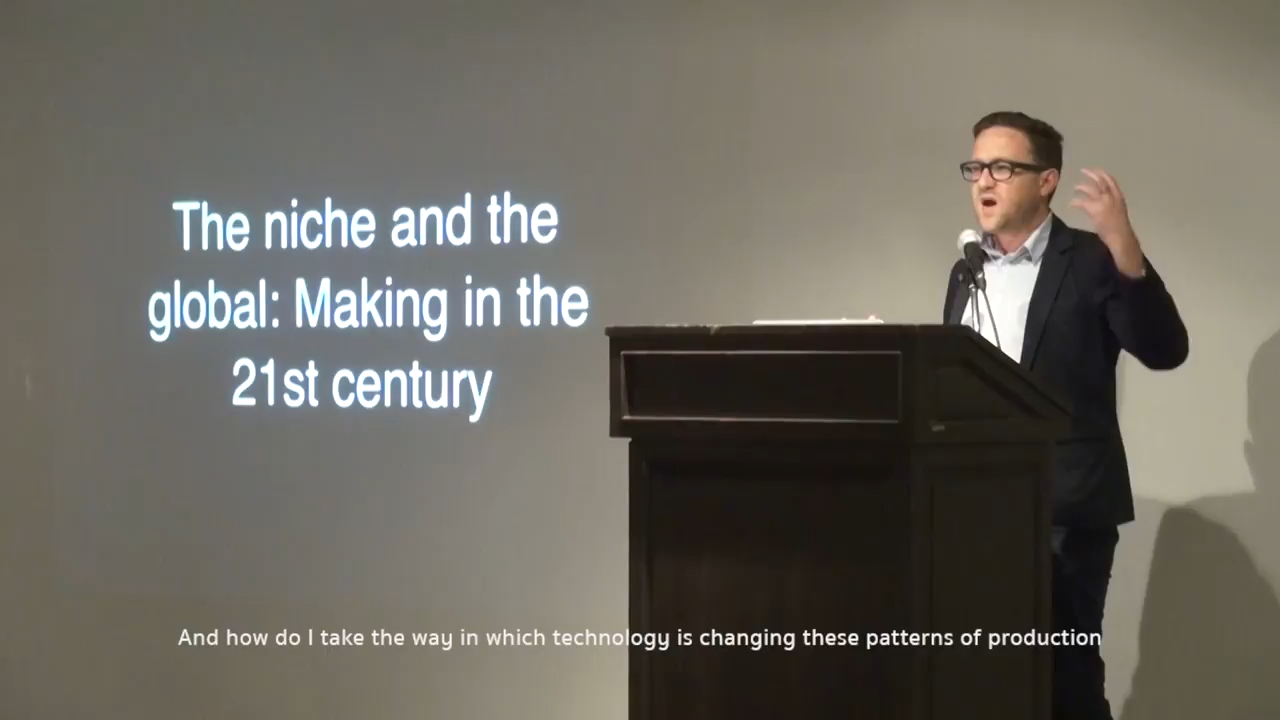 The niche and the
global: Making in the
21st century
And how do I take the way in which technology is changing these patterns of production